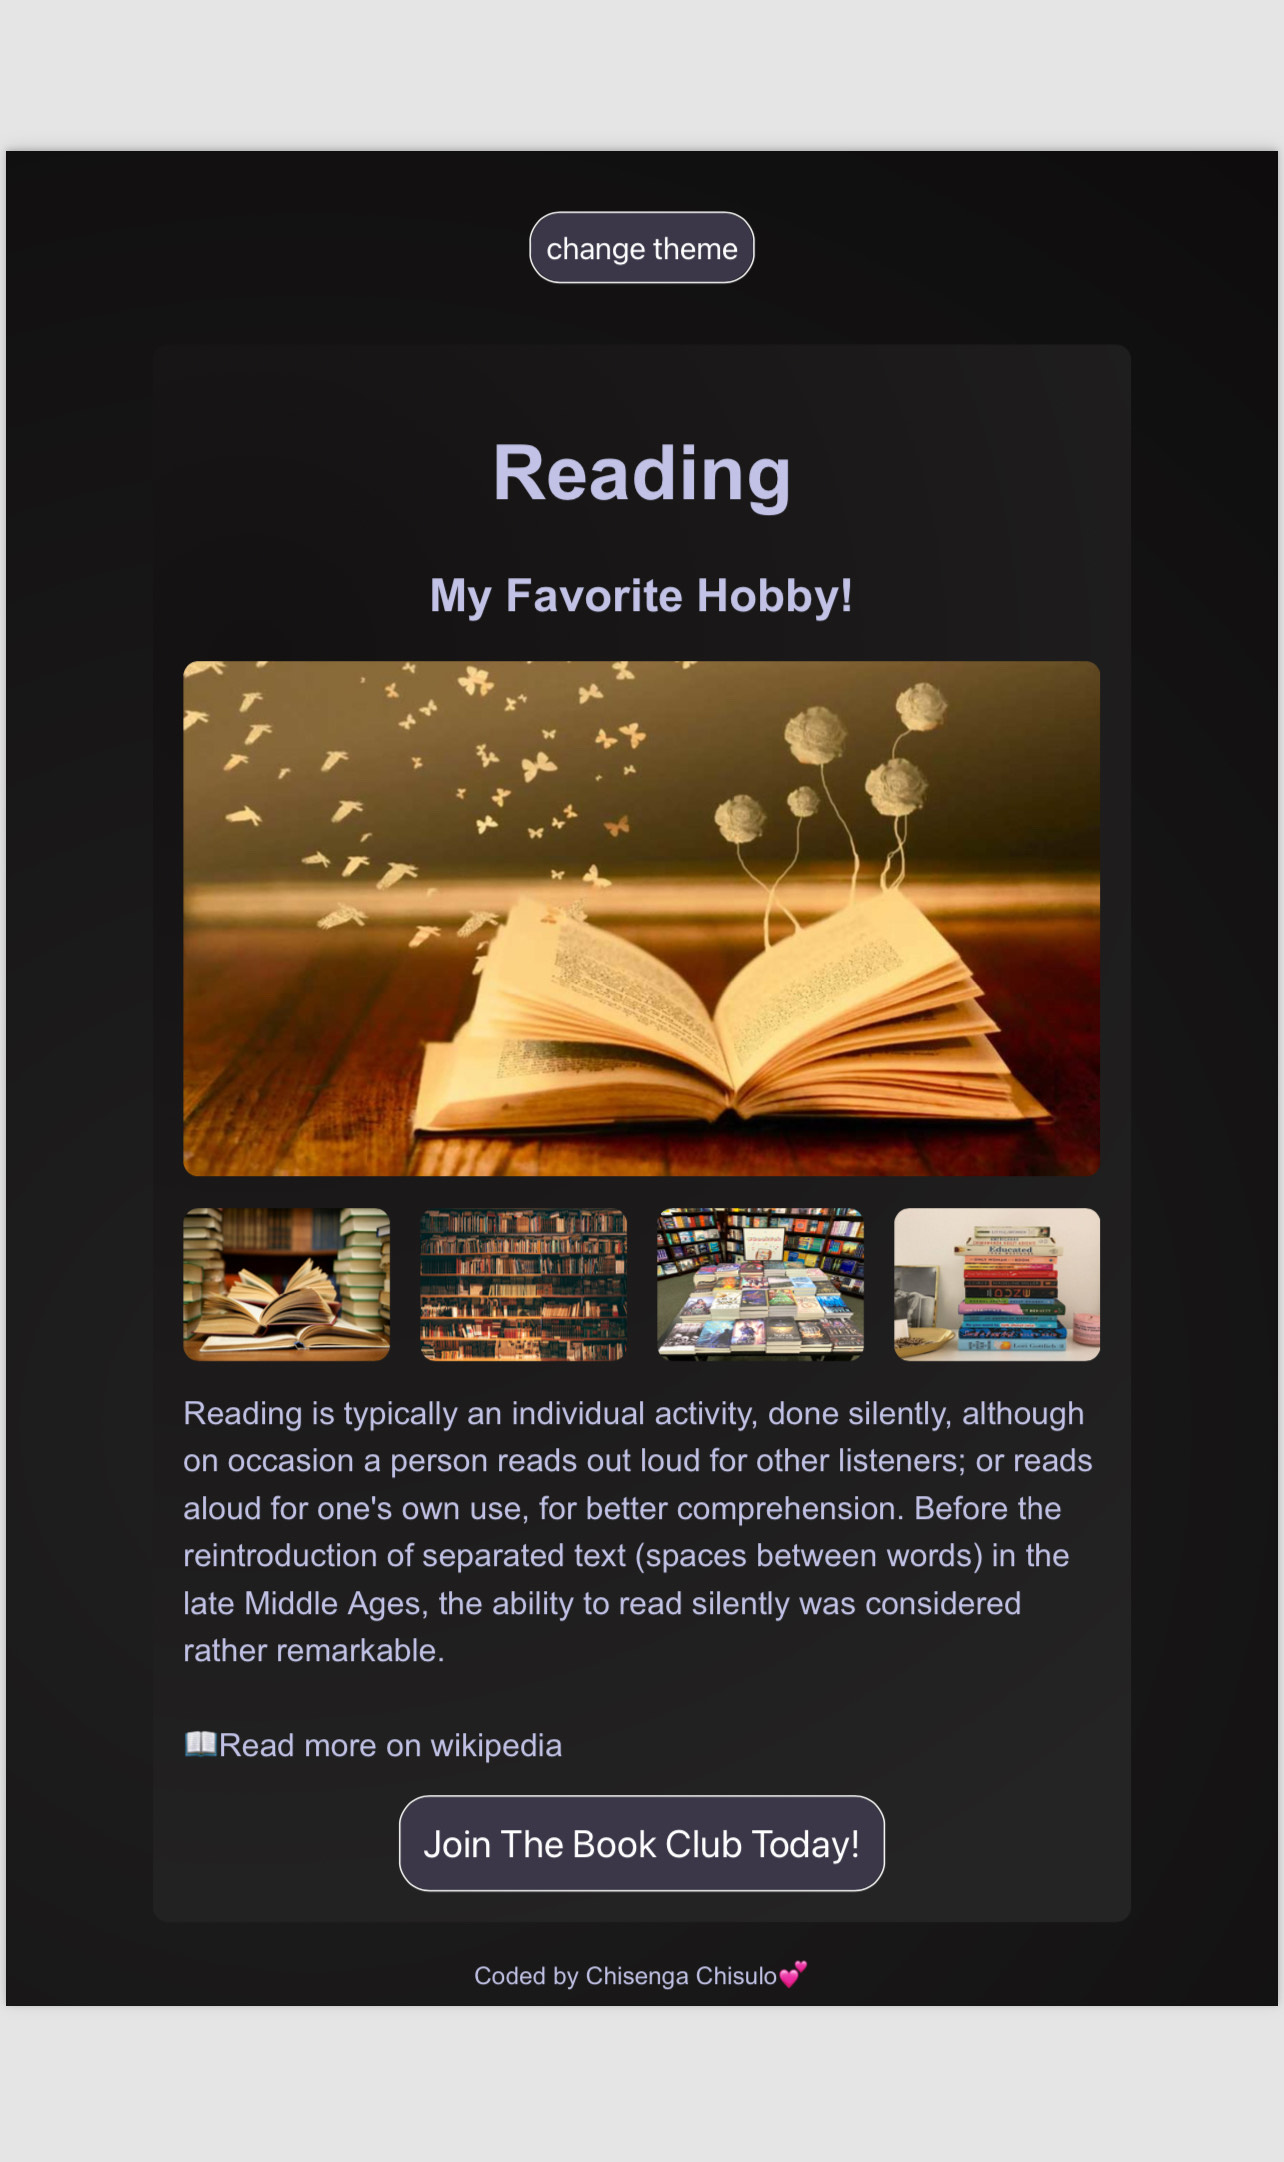 change theme
Reading
My Favorite Hobby!
Educated
Reading is typically an individual activity, done silently, although
on occasion a person reads out loud for other listeners; or reads
aloud for one's own use, for better comprehension. Before the
reintroduction of separated text (spaces between words) in the
late Middle Ages, the ability to read silently was considered
rather remarkable.
📖Read more on wikipedia
Join The Book Club Today!
Coded by Chisenga Chisulo💕